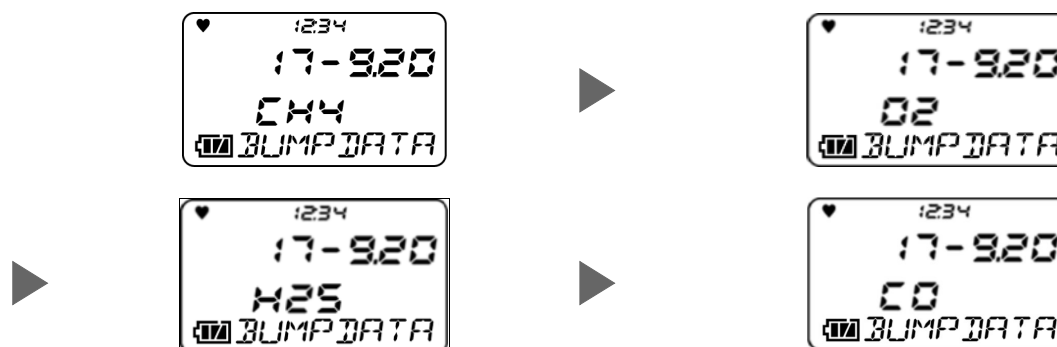 12:34
17-9.20
CH4
BUMPDATA
12:34
17-9.20
O2
BUMPDATA
12:34
17-9.20
H2S
BUMPDATA
12:34
17-9.20
CO
BUMPDATA